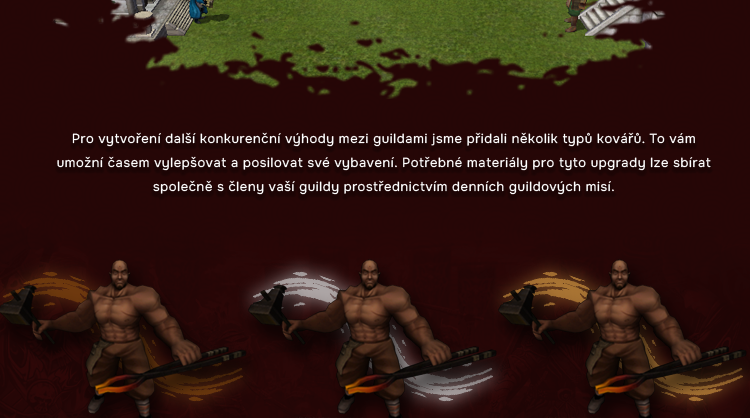 Pro vytvoření další konkurenční výhody mezi guildami jsme přidali několik typů kovářů. To vám
umožní časem vylepšovat a posilovat své vybavení. Potřebné materiály pro tyto upgrady lze sbírat
společně s členy vaší guildy prostřednictvím denních guildových misí.